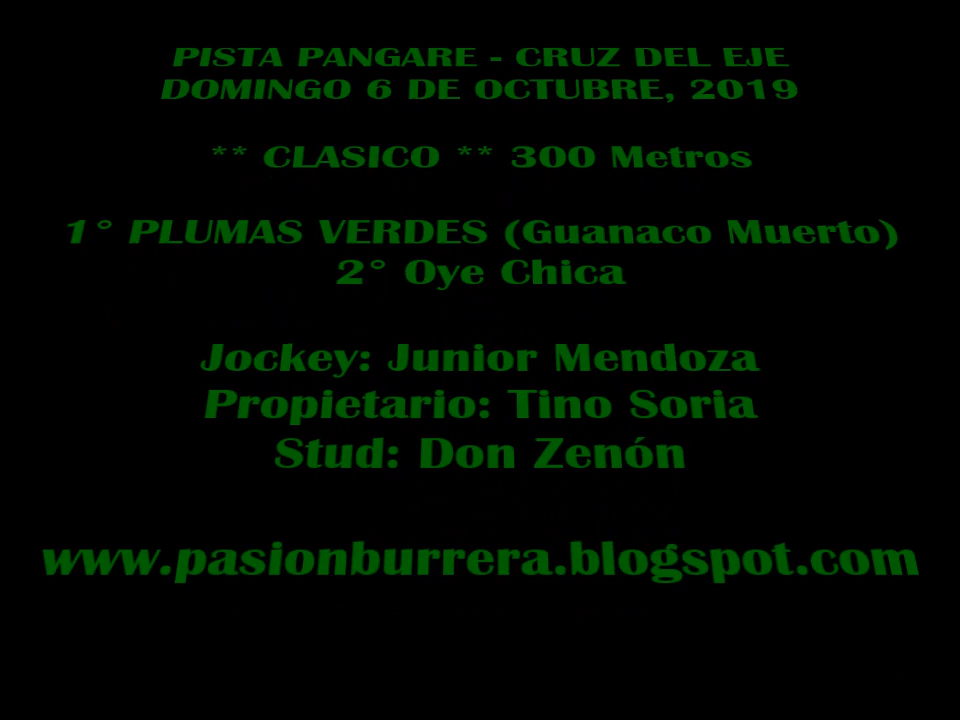 PISTA PANGARE - CRUZ DEL EJE
DOMINGO 6 DE OCTUBRE, 2019
** CLASICO ** 300 Metros
1° PLUMAS VERDES (Guanaco Muerto)
2° Oye Chica
Jockey: Junior Mendoza
Propietario: Tino Soria
Stud: Don Zenón
www.pasionburrera.blogspot.com